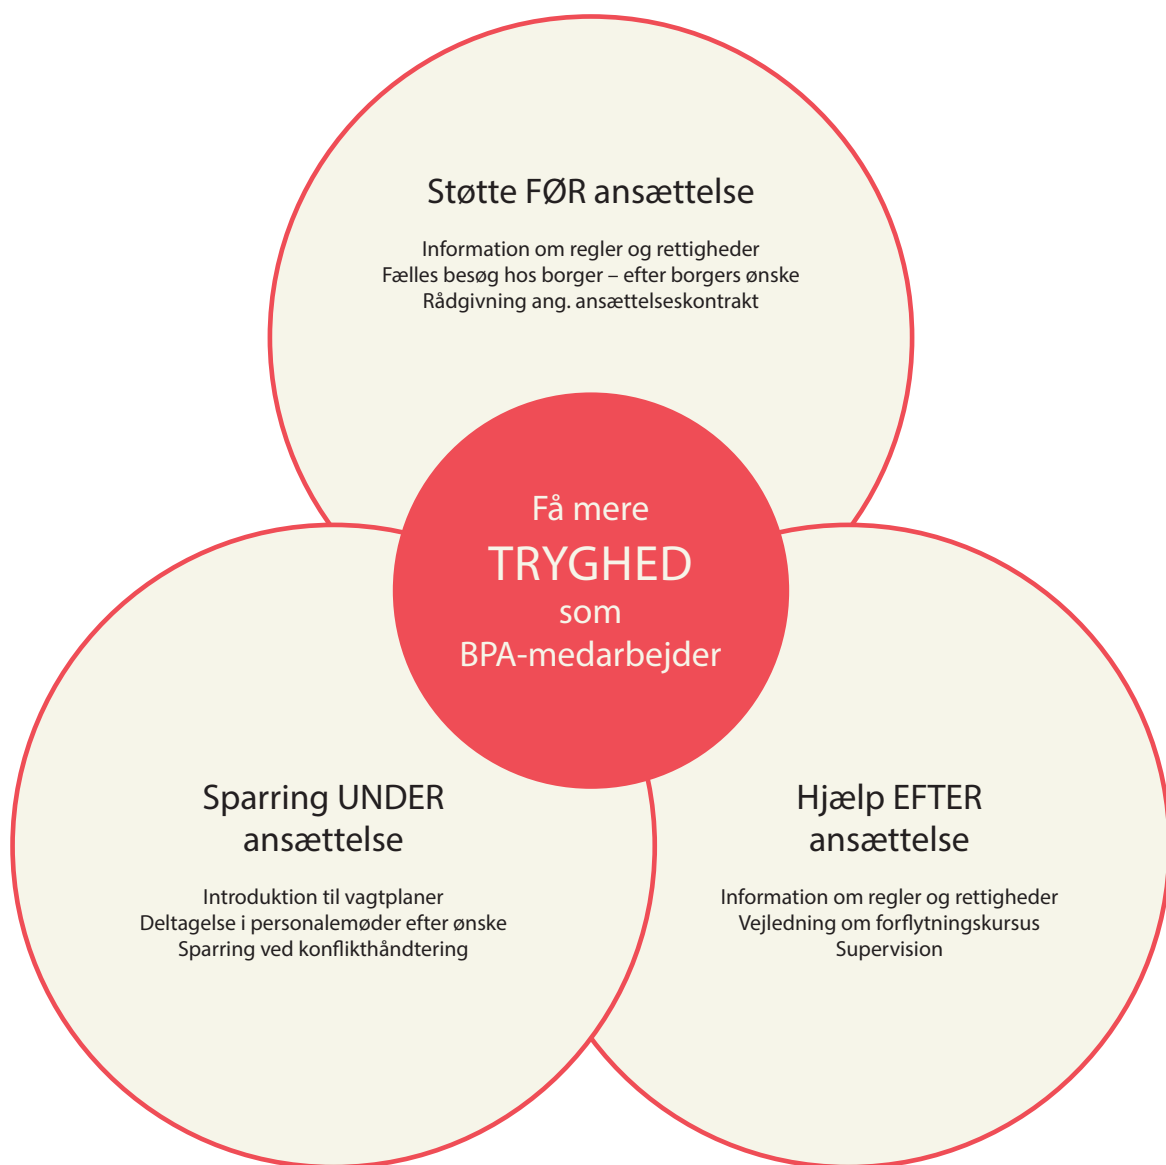 Støtte FØR ansættelse
Information om regler og rettigheder
Fælles besøg hos borger – efter borgers ønske
Rådgivning ang. ansættelseskontrakt
Få mere
TRYGHED
som
BPA-medarbejder
Sparring UNDER
ansættelse
Introduktion til vagtplaner
Deltagelse i personalemøder efter ønske
Sparring ved konflikthåndtering
Hjælp EFTER
ansættelse
Information om regler og rettigheder
Vejledning om forflytningskursus
Supervision